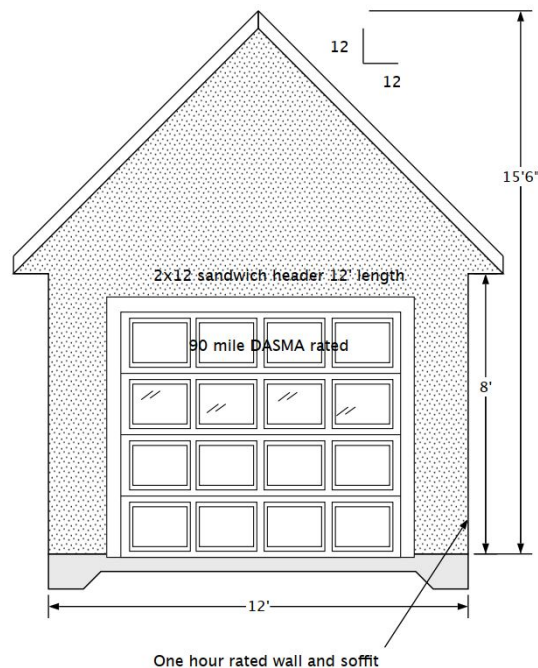 12
12
15'6"
2x12 sandwich header 12' length
90 mile DASMA rated
8'
12'
One hour rated wall and soffit